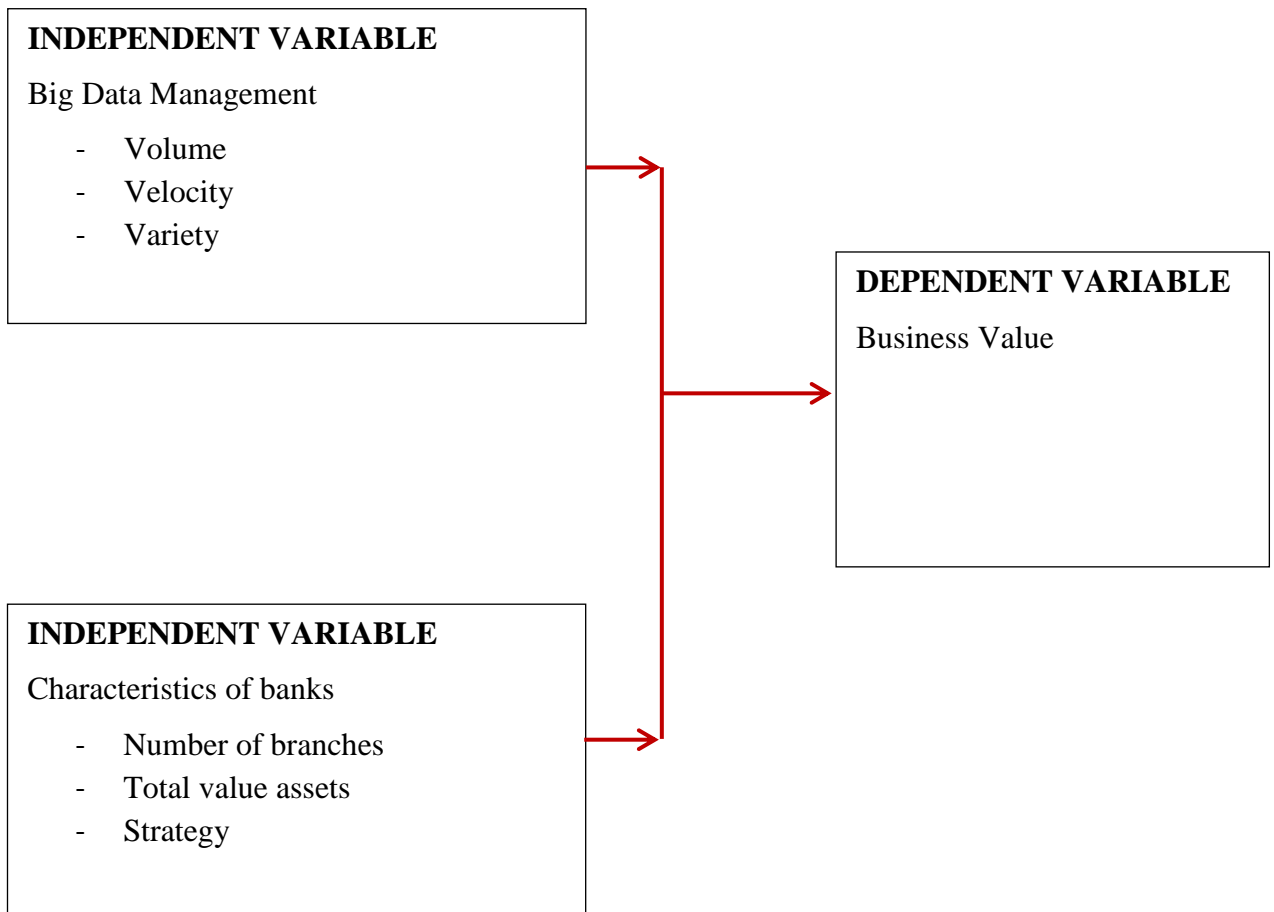 INDEPENDENT VARIABLE
Big Data Management
- Volume
- Velocity
- Variety
DEPENDENT VARIABLE
Business Value
INDEPENDENT VARIABLE
Characteristics of banks
- Number of branches
- Total value assets
- Strategy